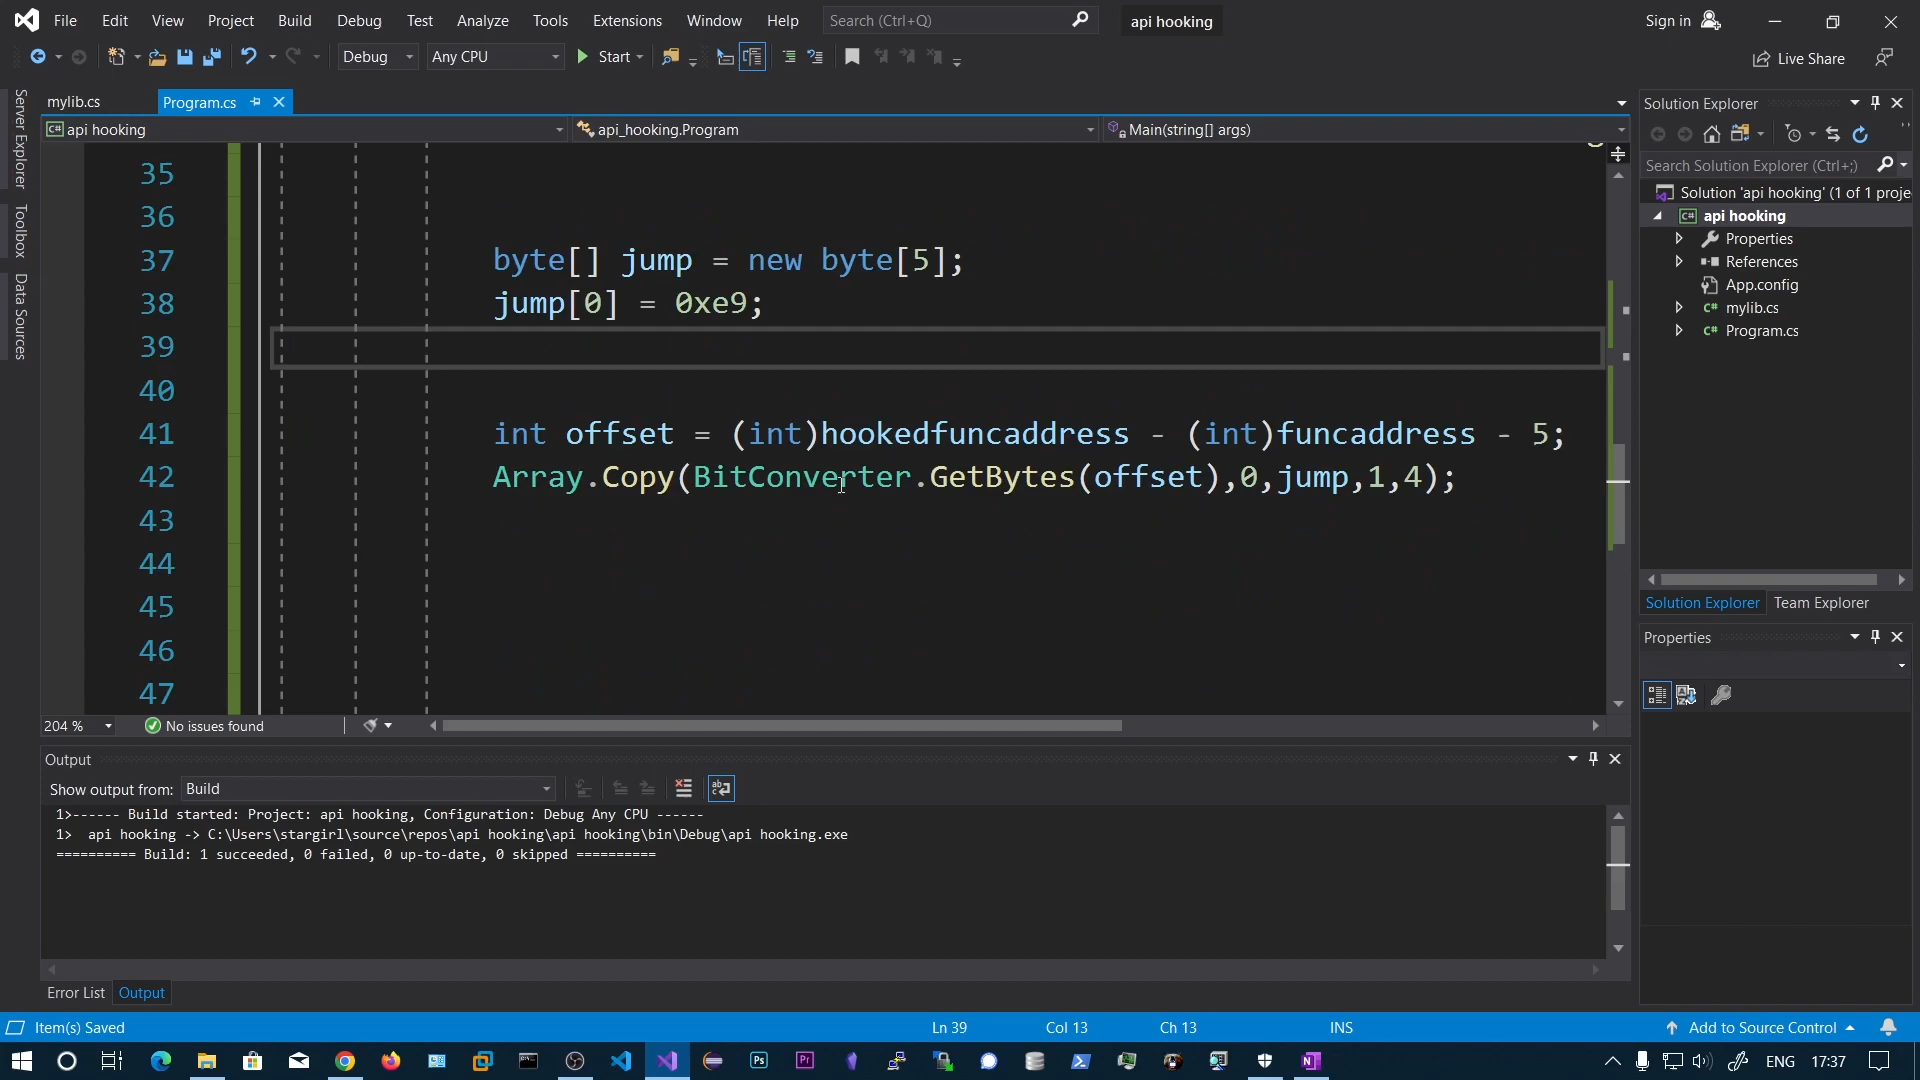 File Edit View Project Build Debug Test Analyze Tools Extensions Window Help Search (Ctrl+Q) api hooking Sign in
Debug Any CPU Start Live Share
Server Explorer
Toolbox
Data Sources
mylib.cs Program.cs
api hooking api_hooking.Program Main(string[] args)
35
36
37 byte[] jump = new byte[5];
38 jump[0] = 0xe9;
39
40
41 int offset = (int)hookedfuncaddress - (int)funcaddress - 5;
42 Array.Copy(BitConverter.GetBytes(offset),0,jump,1,4);
43
44
45
46
47
204 % No issues found
Output
Show output from: Build
1>------ Build started: Project: api hooking, Configuration: Debug Any CPU ------
1>  api hooking -> C:\Users\stargirl\source\repos\api hooking\api hooking\bin\Debug\api hooking.exe
========== Build: 1 succeeded, 0 failed, 0 up-to-date, 0 skipped ==========
Error List Output
Solution Explorer
Search Solution Explorer (Ctrl+;)
Solution 'api hooking' (1 of 1 proje
C# api hooking
Properties
References
App.config
C# mylib.cs
C# Program.cs
Solution Explorer Team Explorer
Properties
Item(s) Saved Ln 39 Col 13 Ch 13 INS Add to Source Control
Ps Pr N ENG 17:37